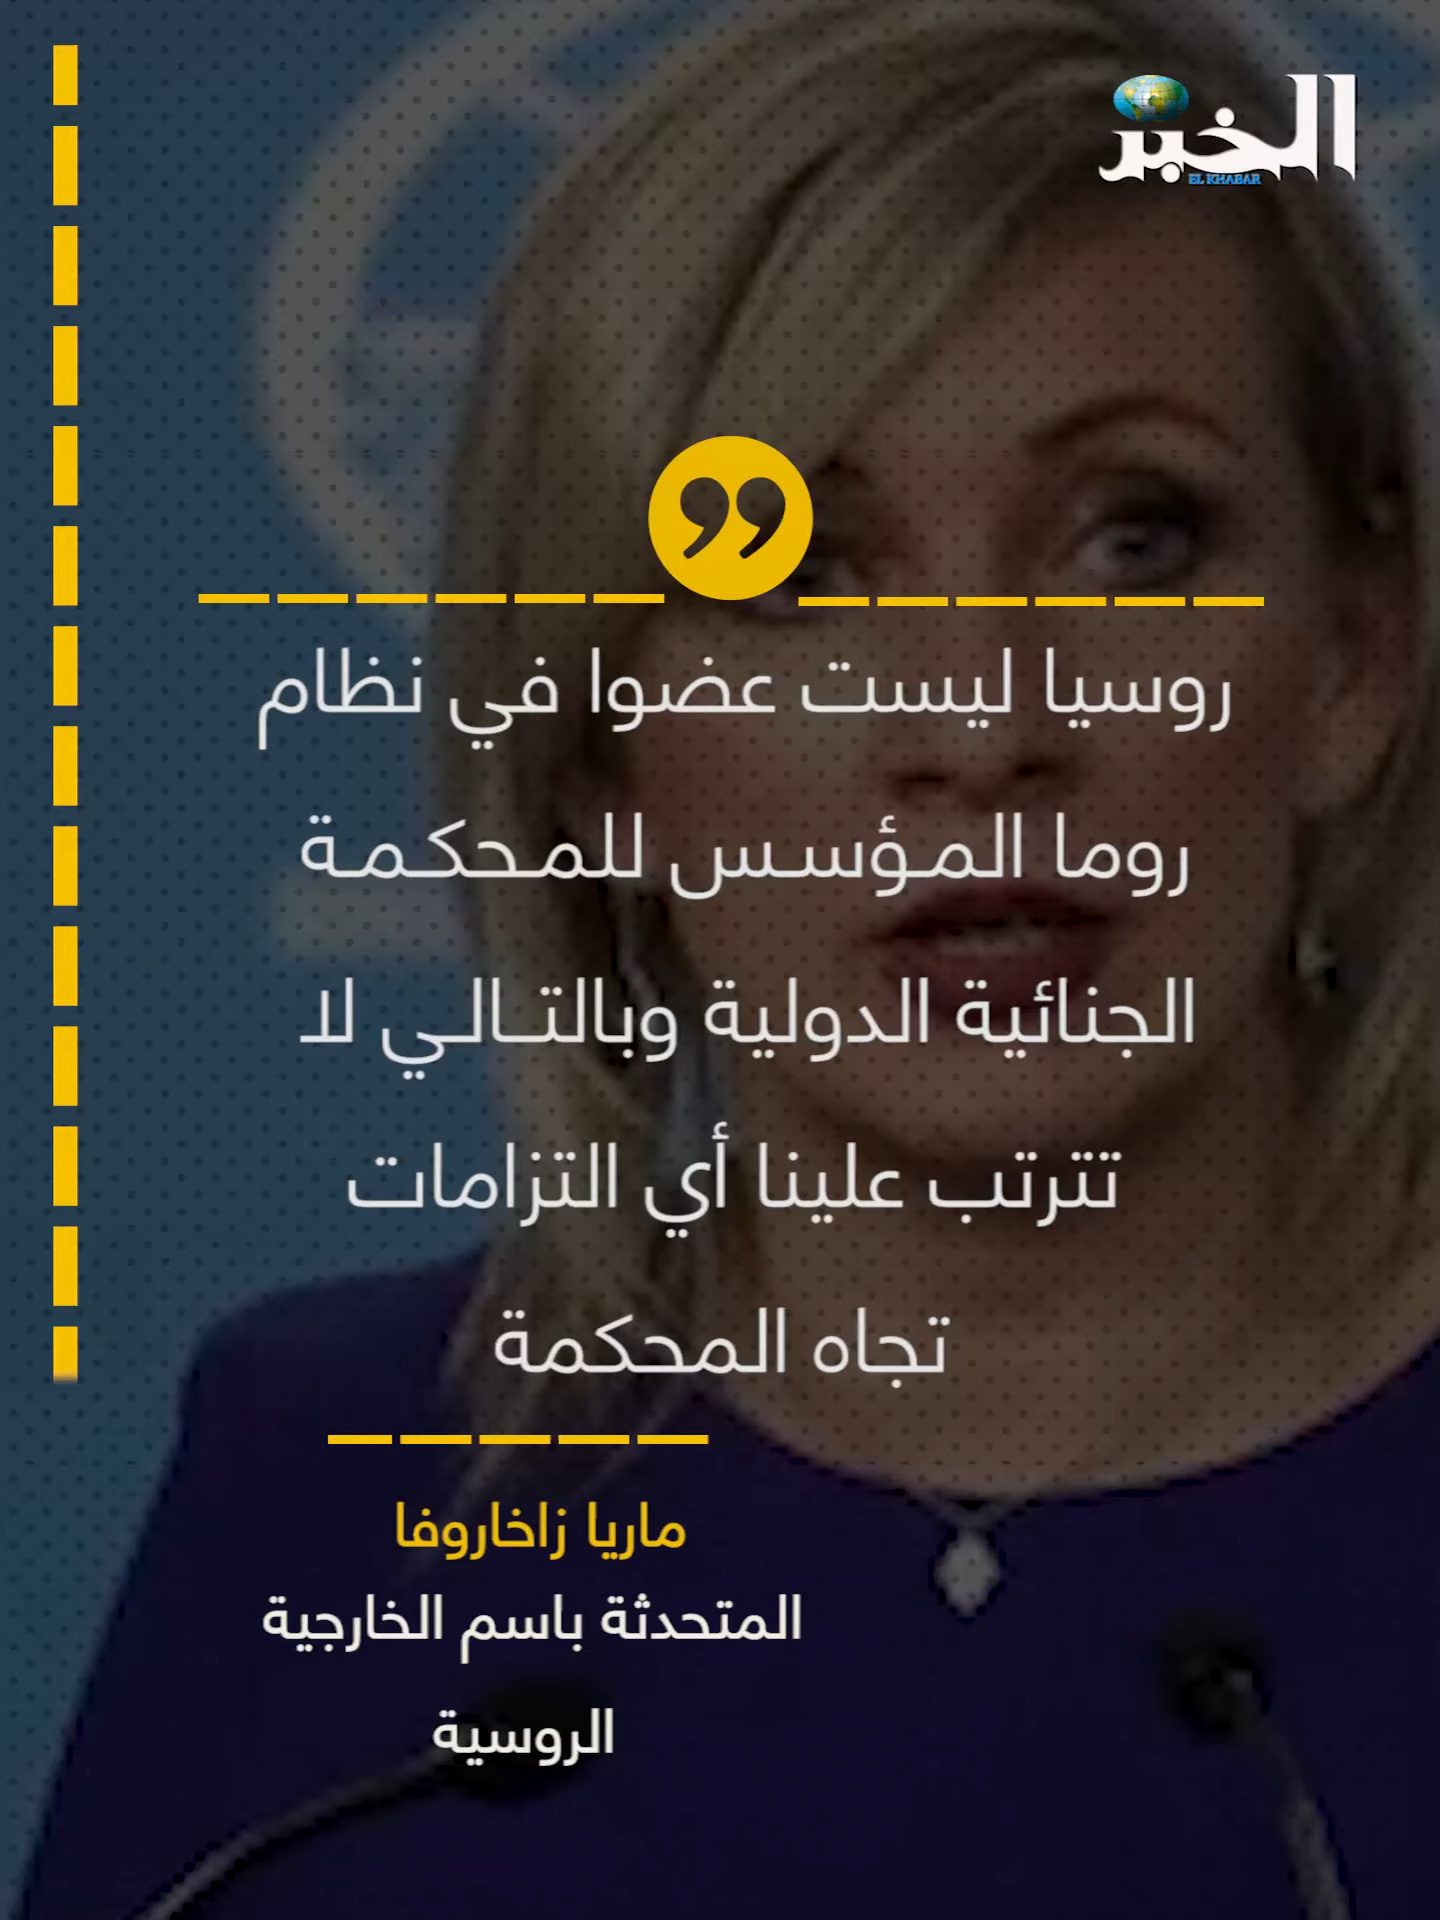 الخبر
EL KHABAR
روسيا ليست عضوا في نظام
روما المؤسس للمحكمة
الجنائية الدولية وبالتالي لا
تترتب علينا أي التزامات
تجاه المحكمة
ماريا زاخاروفا
المتحدثة باسم الخارجية
الروسية